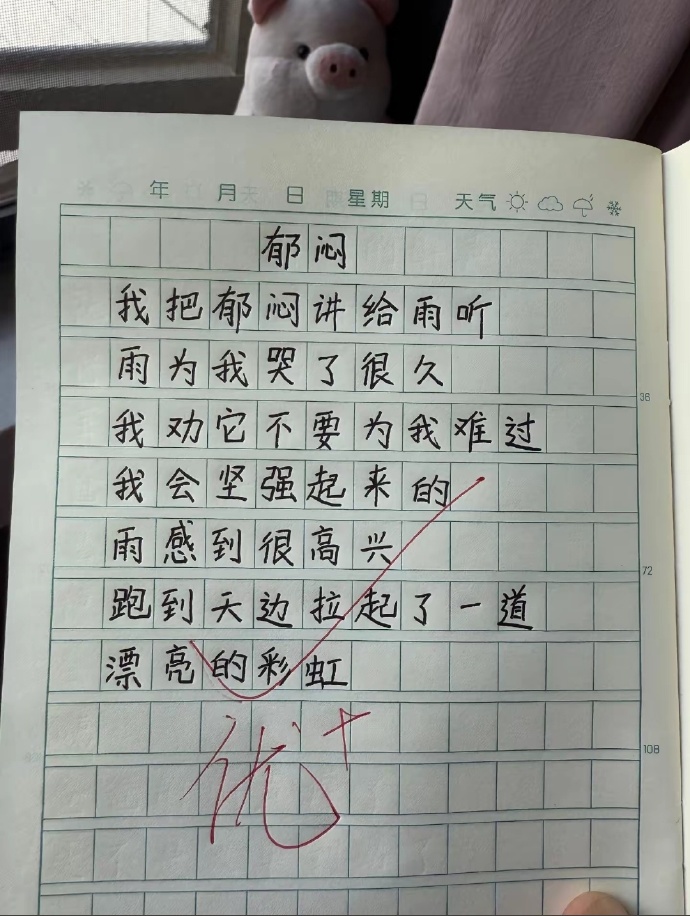 年 月 日 星期 天气
郁闷
我把郁闷讲给雨听
雨为我哭了很久
38
我劝它不要为我难过
我会坚强起来的
雨感到很高兴
72
跑到天边拉起了一道
漂亮的彩虹
优+
108